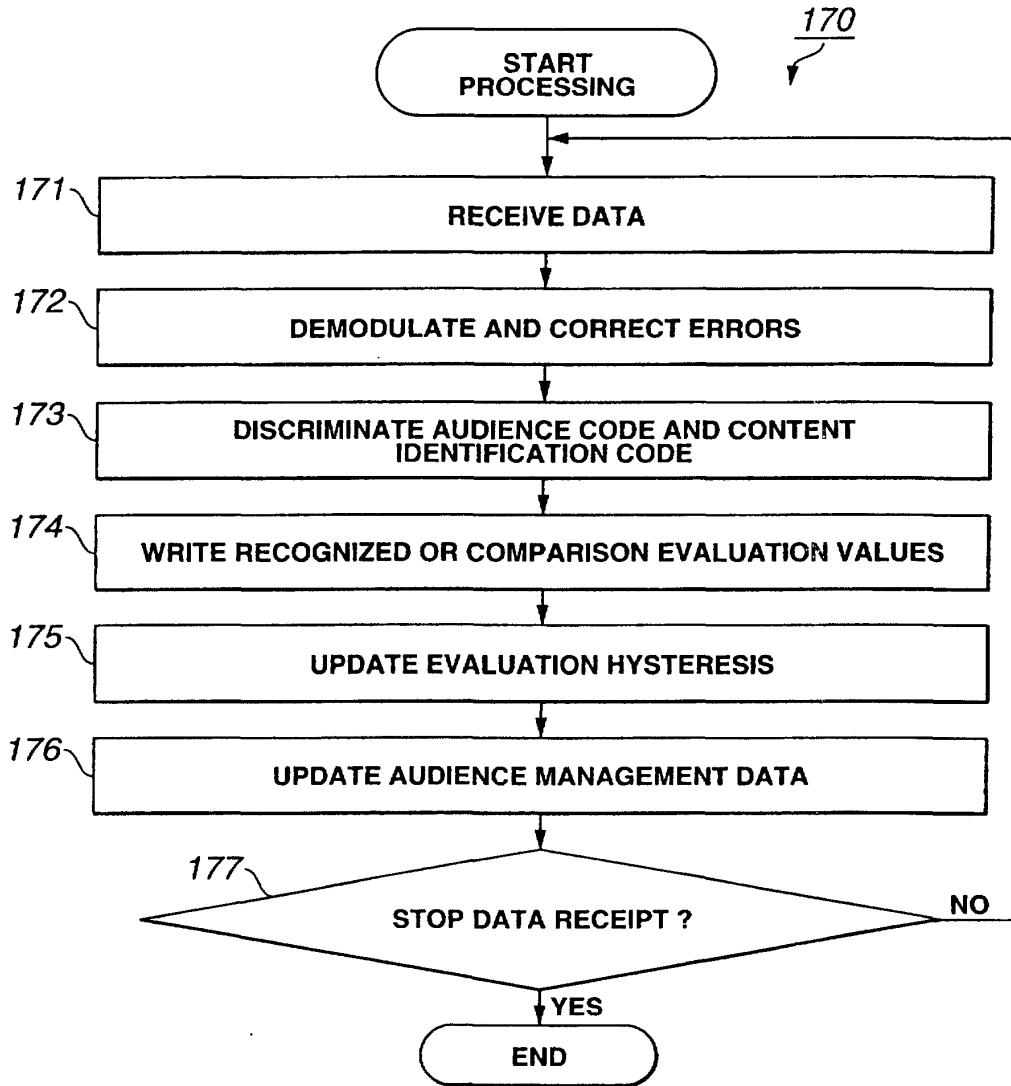 170
START
PROCESSING
171
RECEIVE DATA
172
DEMODULATE AND CORRECT ERRORS
173
DISCRIMINATE AUDIENCE CODE AND CONTENT
IDENTIFICATION CODE
174
WRITE RECOGNIZED OR COMPARISON EVALUATION VALUES
175
UPDATE EVALUATION HYSTERESIS
176
UPDATE AUDIENCE MANAGEMENT DATA
177
STOP DATA RECEIPT ?
NO
YES
END